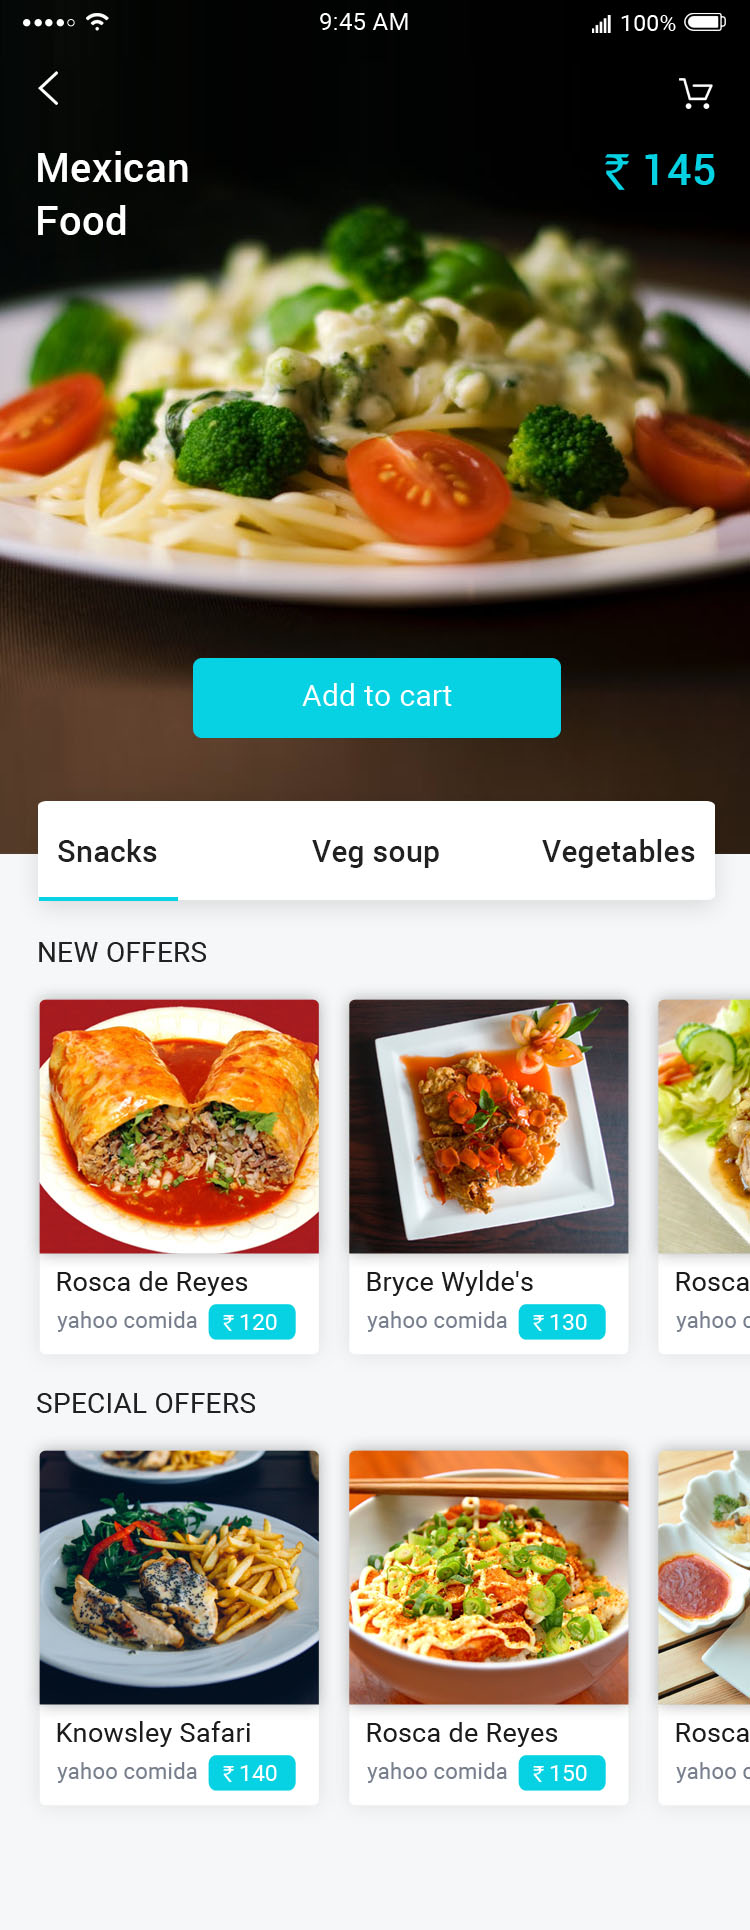 9:45 AM
100%
Mexican
Food
₹ 145
Add to cart
Snacks
Veg soup
Vegetables
NEW OFFERS
Rosca de Reyes
yahoo comida
₹ 120
Bryce Wylde's
yahoo comida
₹ 130
Rosca
yahoo c
SPECIAL OFFERS
Knowsley Safari
yahoo comida
₹ 140
Rosca de Reyes
yahoo comida
₹ 150
Rosca
yahoo c